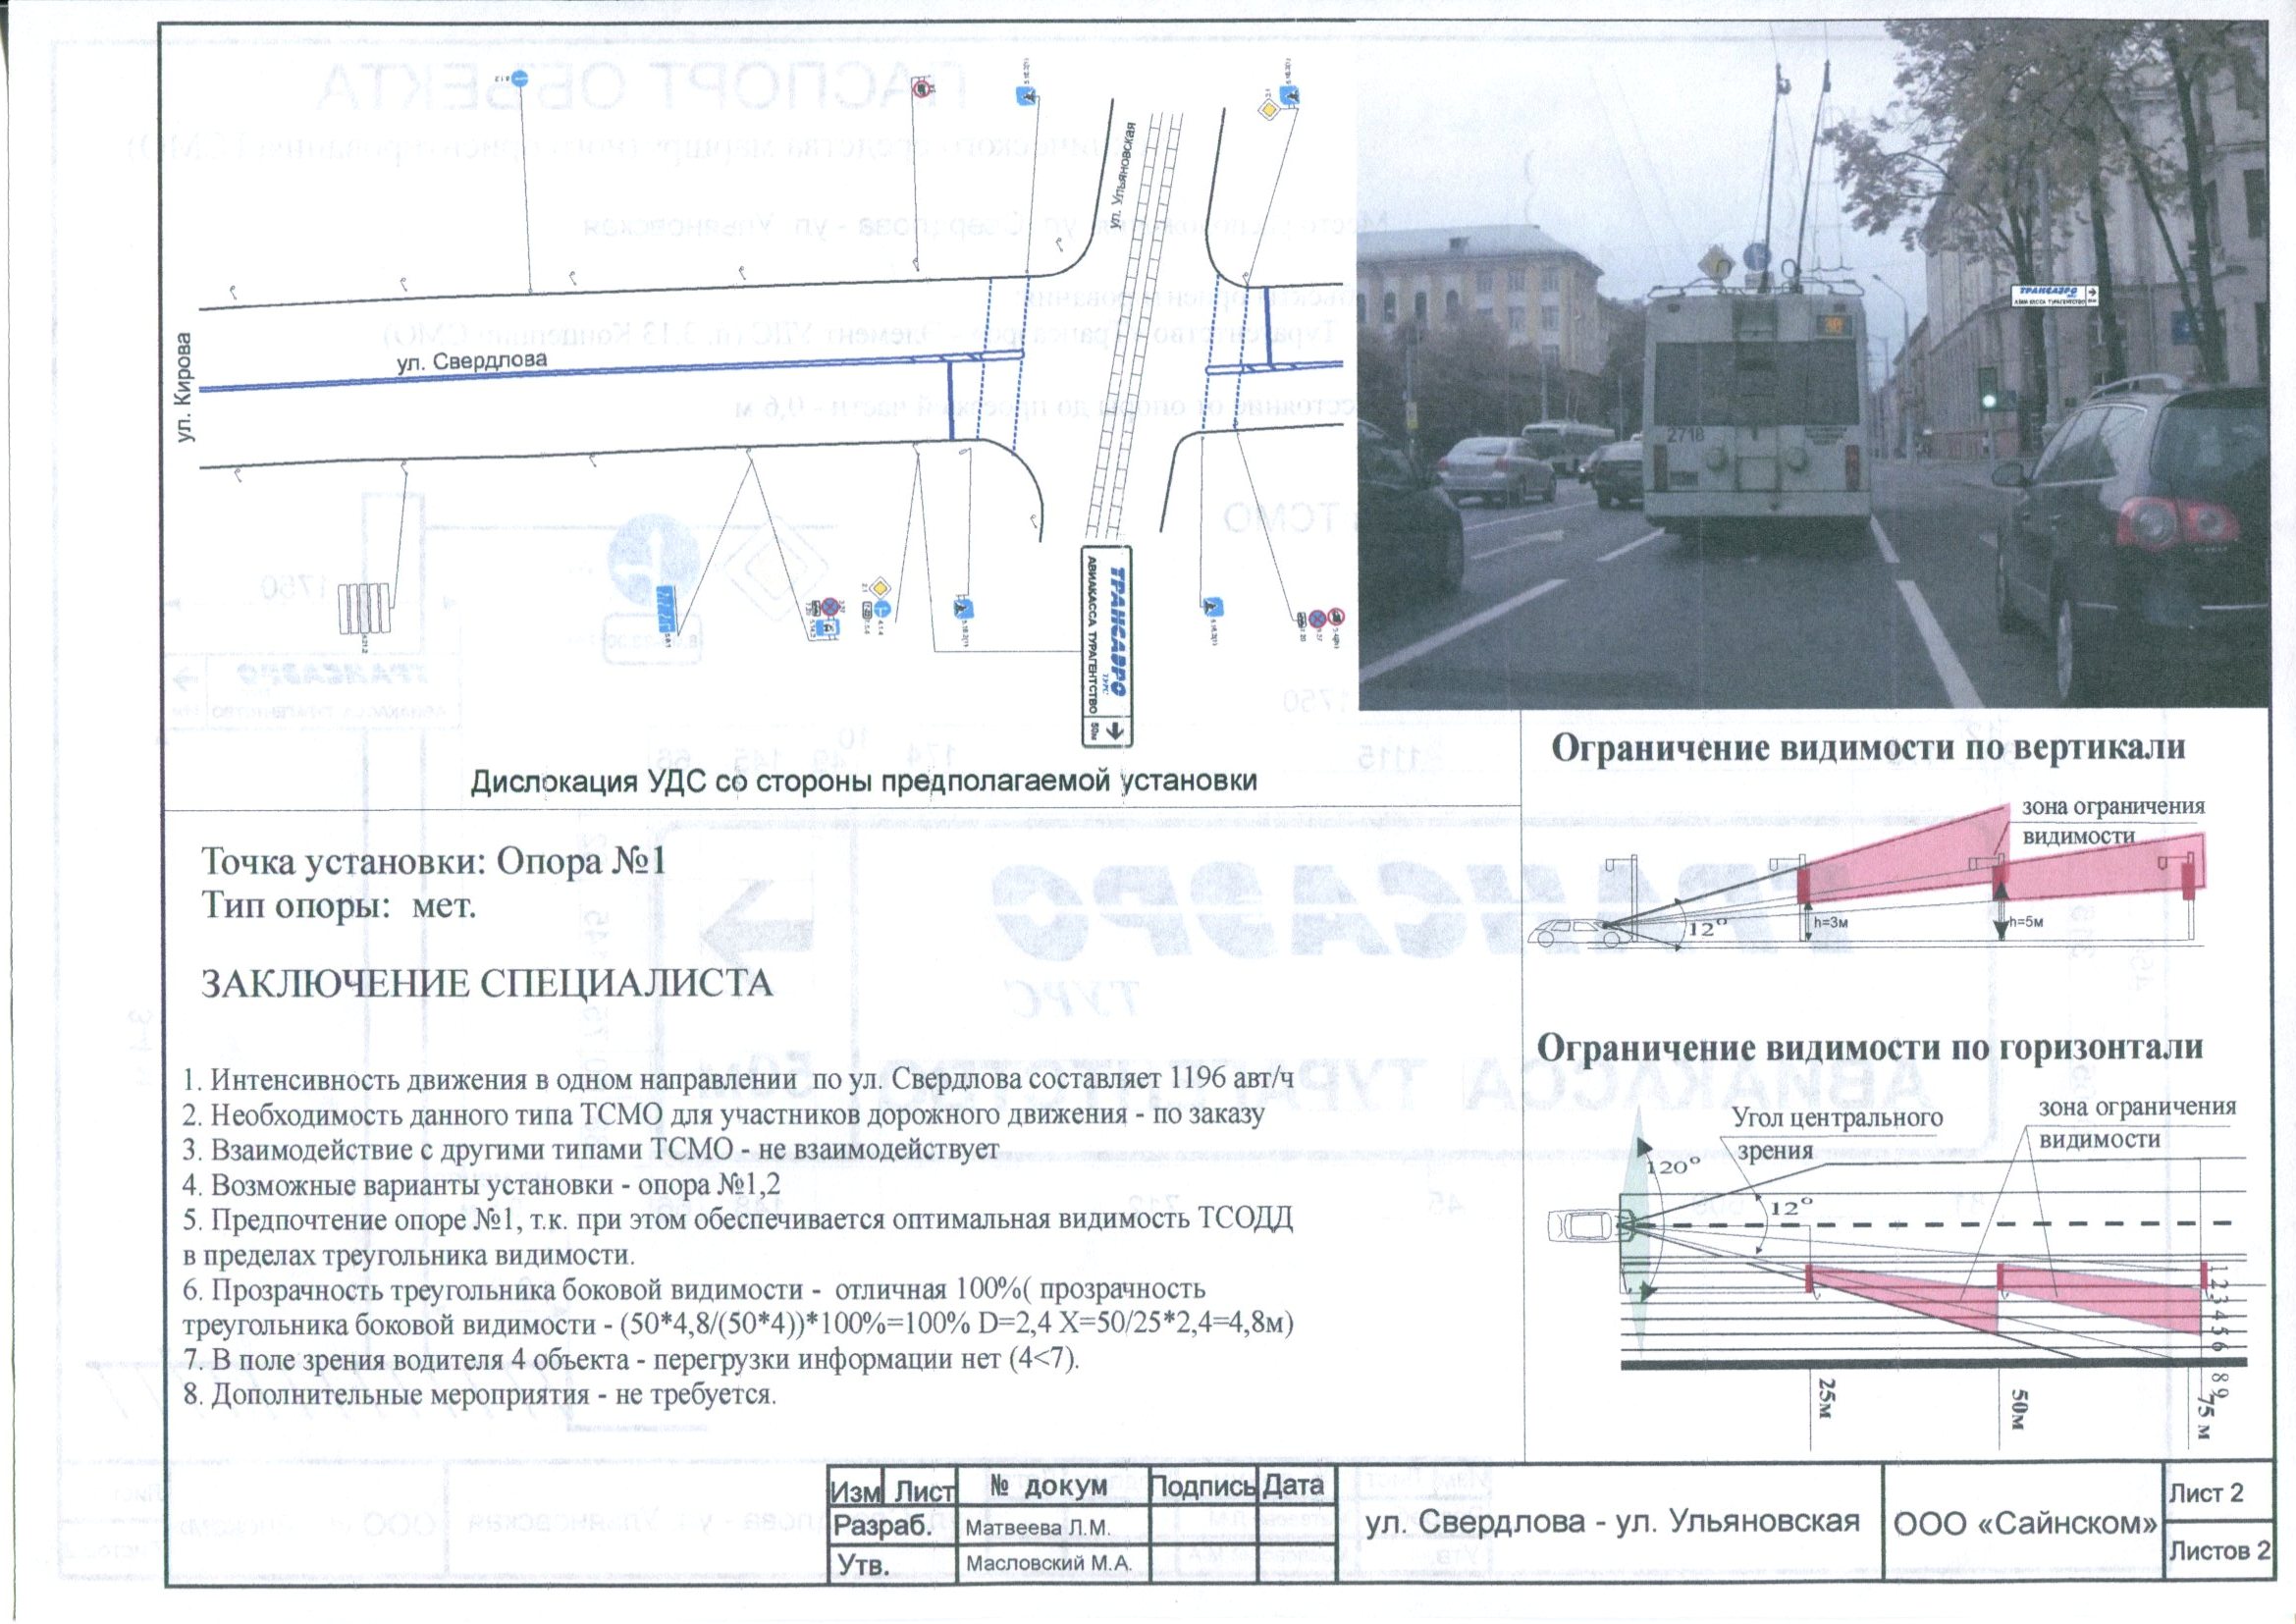 ул. Ульяновская
ул. Кирова
ул. Свердлова
ТРАНСАЭРО
ТУРС
АВИАКАССА ТУРАГЕНТСТВО
50м
Дислокация УДС со стороны предполагаемой установки
2718
ТРАНСАЭРО
АВИАКАССА ТУРАГЕНТСТВО
Точка установки: Опора №1
Тип опоры: мет.
ЗАКЛЮЧЕНИЕ СПЕЦИАЛИСТА
1. Интенсивность движения в одном направлении по ул. Свердлова составляет 1196 авт/ч
2. Необходимость данного типа ТСМО для участников дорожного движения - по заказу
3. Взаимодействие с другими типами ТСМО - не взаимодействует
4. Возможные варианты установки - опора №1,2
5. Предпочтение опоре №1, т.к. при этом обеспечивается оптимальная видимость ТСОДД
в пределах треугольника видимости.
6. Прозрачность треугольника боковой видимости - отличная 100%( прозрачность
треугольника боковой видимости - (50*4,8/(50*4))*100%=100% D=2,4 X=50/25*2,4=4,8м)
7. В поле зрения водителя 4 объекта - перегрузки информации нет (4<7).
8. Дополнительные мероприятия - не требуется.
Ограничение видимости по вертикали
зона ограничения
видимости
12°
h=3м
h=5м
Ограничение видимости по горизонтали
Угол центрального
зрения
зона ограничения
видимости
120°
12°
1 2 3 4 5 6 8 9
25м
50м
75 м
Изм Лист № докум Подпись Дата
Разраб. Матвеева Л.М.
Утв. Масловский М.А.
ул. Свердлова - ул. Ульяновская
ООО «Сайнском»
Лист 2
Листов 2